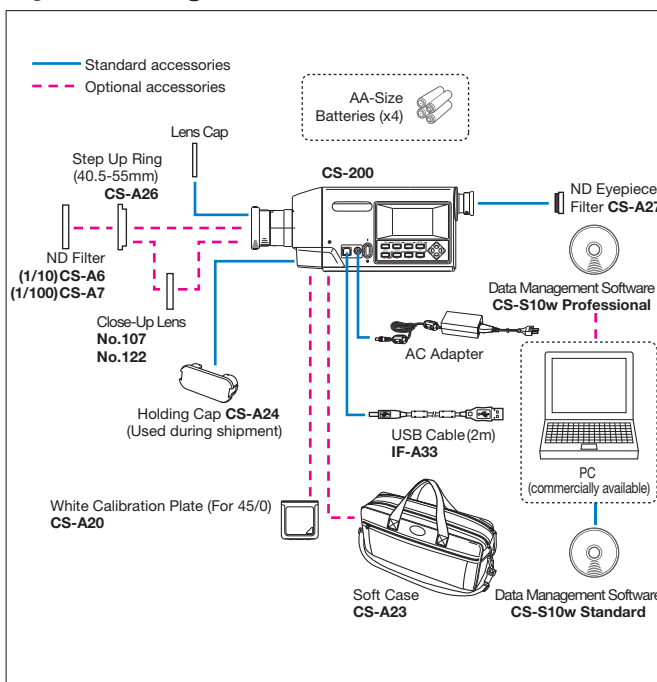 Standard accessories
Optional accessories
AA-Size
Batteries (x4)
Lens Cap
Step Up Ring
(40.5-55mm)
CS-A26
CS-200
ND Eyepiece
Filter CS-A27
ND Filter
(1/10)CS-A6
(1/100)CS-A7
Close-Up Lens
No.107
No.122
Data Management Software
CS-S10w Professional
AC Adapter
Holding Cap CS-A24
(Used during shipment)
USB Cable(2m)
IF-A33
PC
(commercially available)
White Calibration Plate (For 45/0)
CS-A20
Soft Case
CS-A23
Data Management Software
CS-S10w Standard